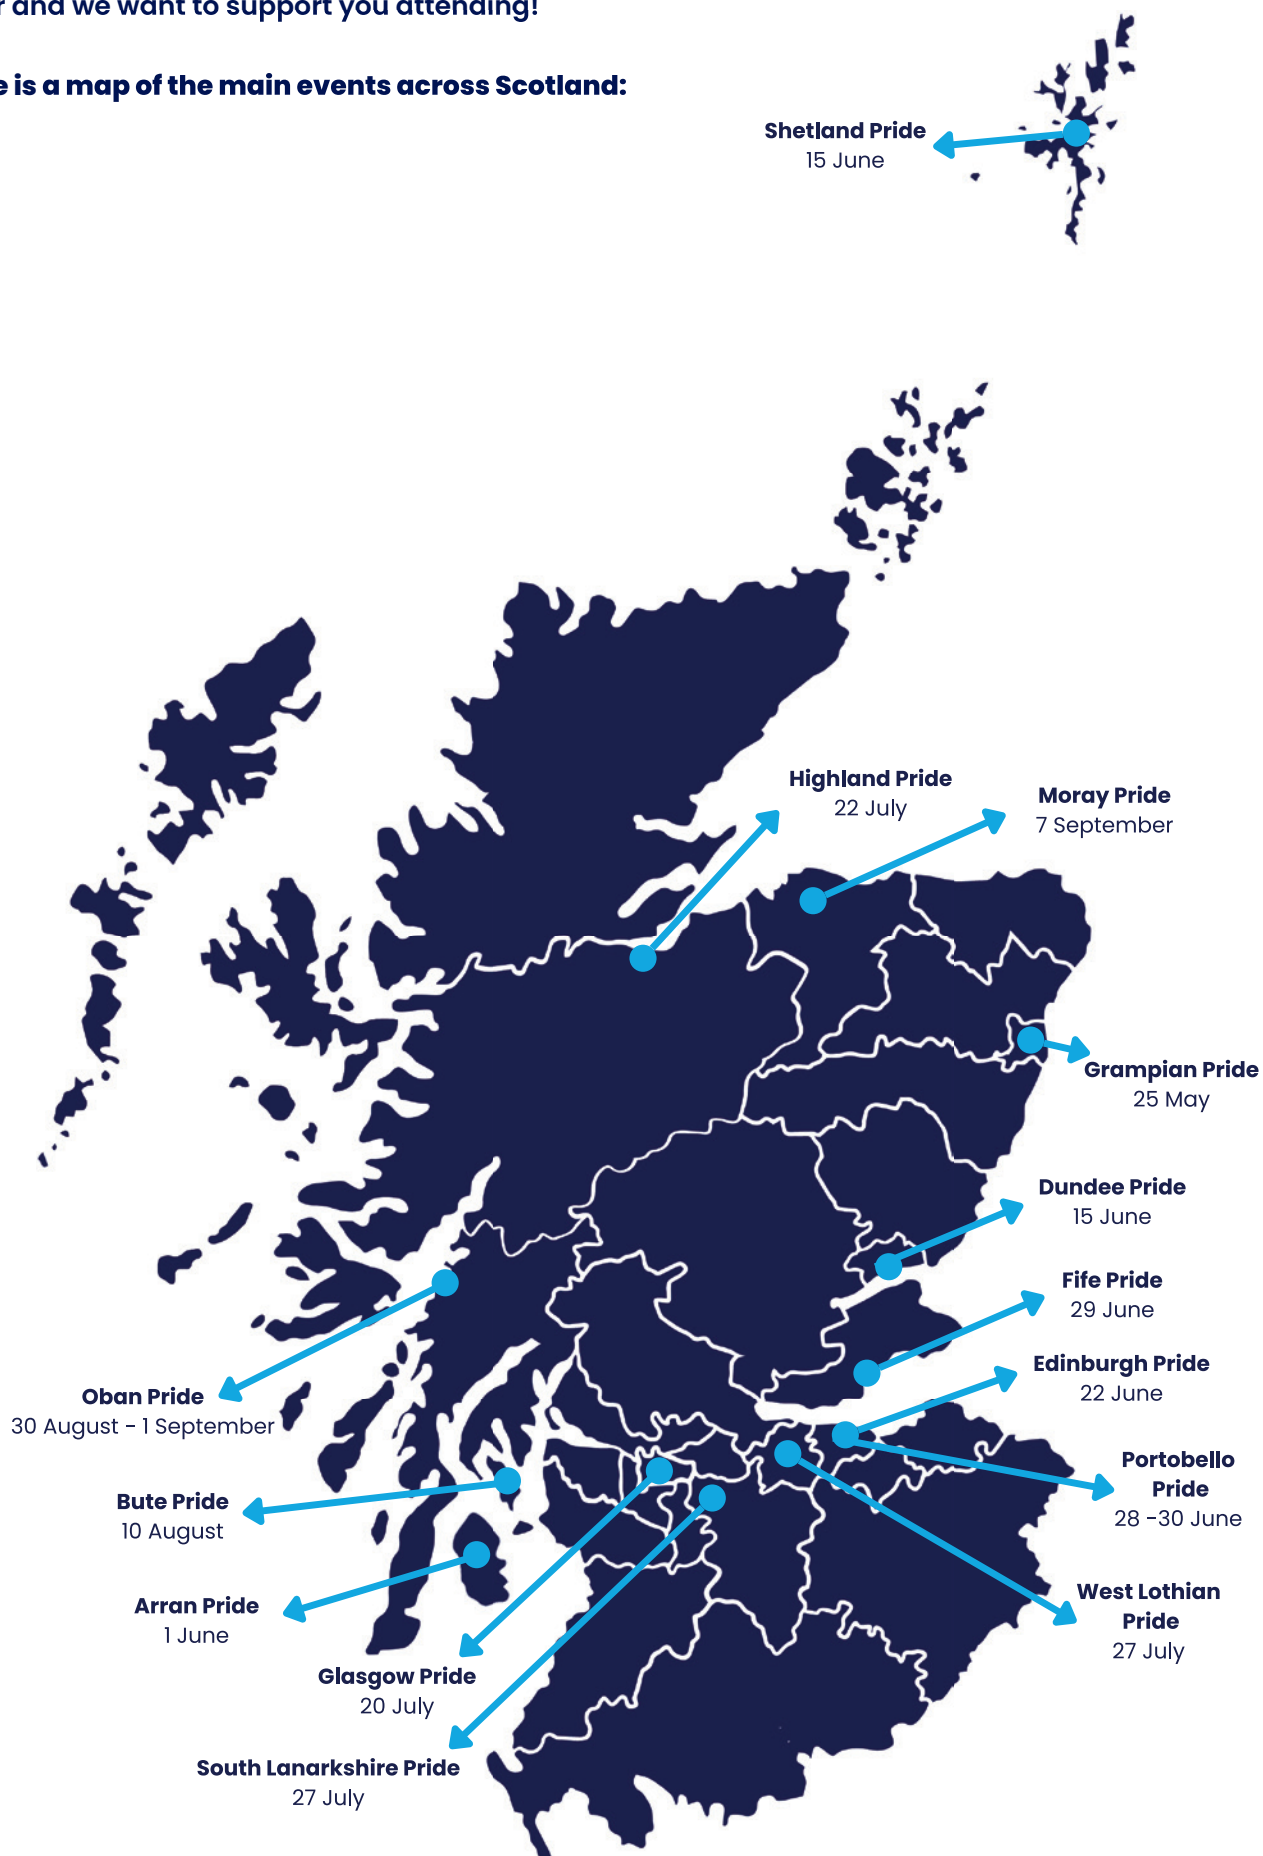 r and we want to support you attending!
e is a map of the main events across Scotland:
Shetland Pride
15 June
Highland Pride
22 July
Moray Pride
7 September
Grampian Pride
25 May
Dundee Pride
15 June
Fife Pride
29 June
Edinburgh Pride
22 June
Oban Pride
30 August - 1 September
Portobello
Pride
28 -30 June
Bute Pride
10 August
West Lothian
Pride
27 July
Arran Pride
1 June
Glasgow Pride
20 July
South Lanarkshire Pride
27 July